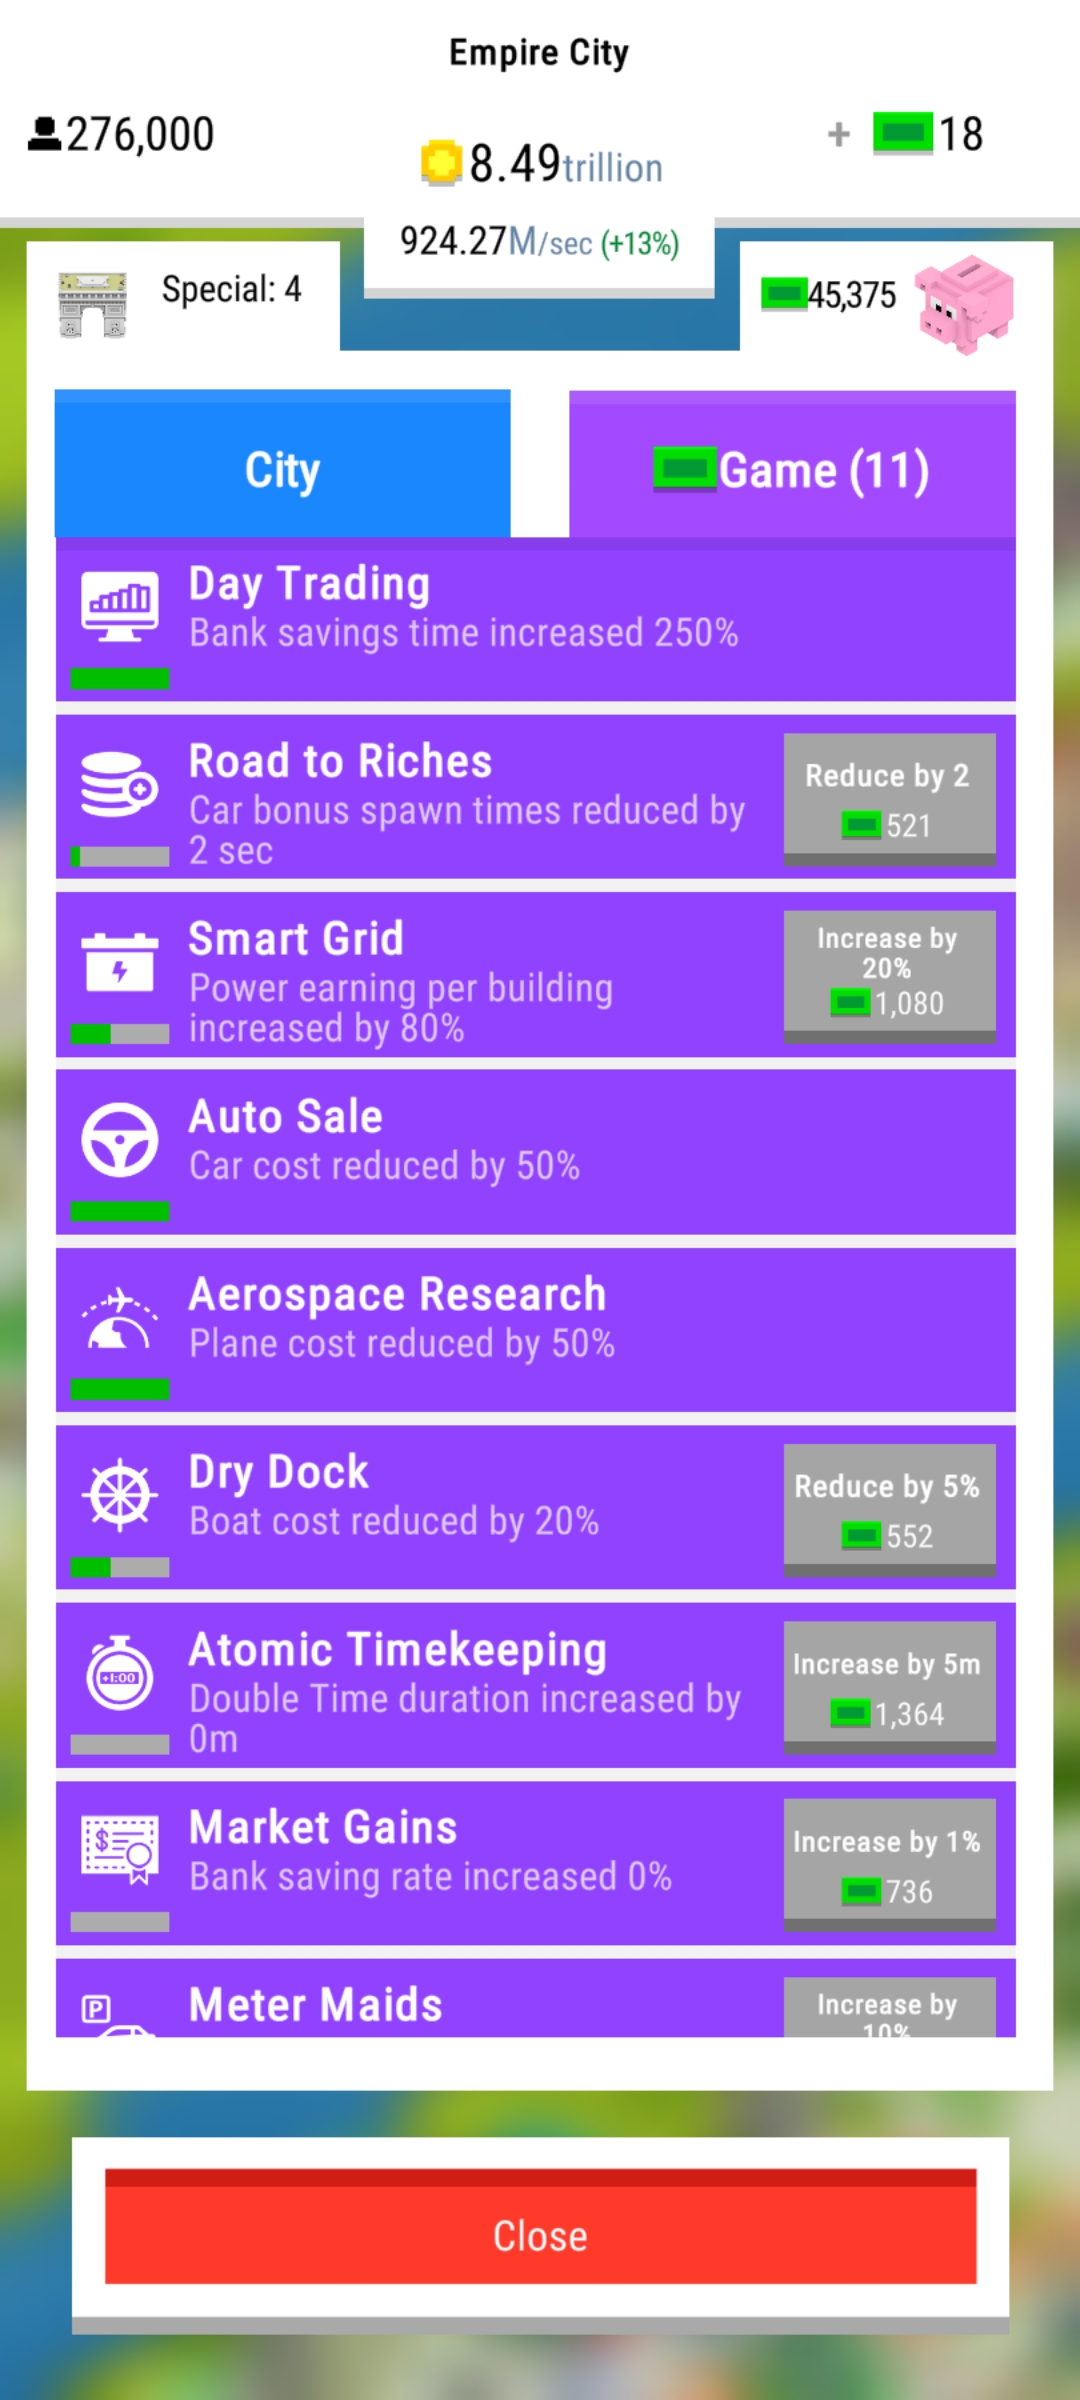 Empire City
276,000
8.49trillion
+ 18
924.27M/sec (+13%)
Special: 4
45,375
City
Game (11)
Day Trading
Bank savings time increased 250%
Road to Riches
Car bonus spawn times reduced by
2 sec
Reduce by 2
521
Smart Grid
Power earning per building
increased by 80%
Increase by
20%
1,080
Auto Sale
Car cost reduced by 50%
Aerospace Research
Plane cost reduced by 50%
Dry Dock
Boat cost reduced by 20%
Reduce by 5%
552
+1:00
Atomic Timekeeping
Double Time duration increased by
0m
Increase by 5m
1,364
$
Market Gains
Bank saving rate increased 0%
Increase by 1%
736
P
Meter Maids
Increase by
10%
Close